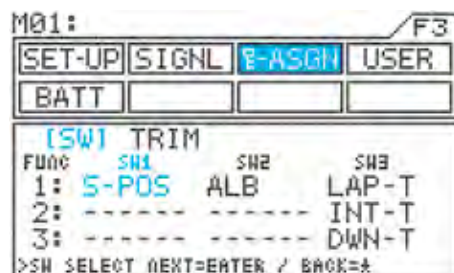 M01: F3
SET-UP SIGNL -ASGN USER
BATT
[SW] TRIM
FUNC SW1 SW2 SW3
1: S-POS ALB LAP-T
2: ------ ------ INT-T
3: ------ ------ DWN-T
>SW SELECT NEXT=ENTER / BACK=